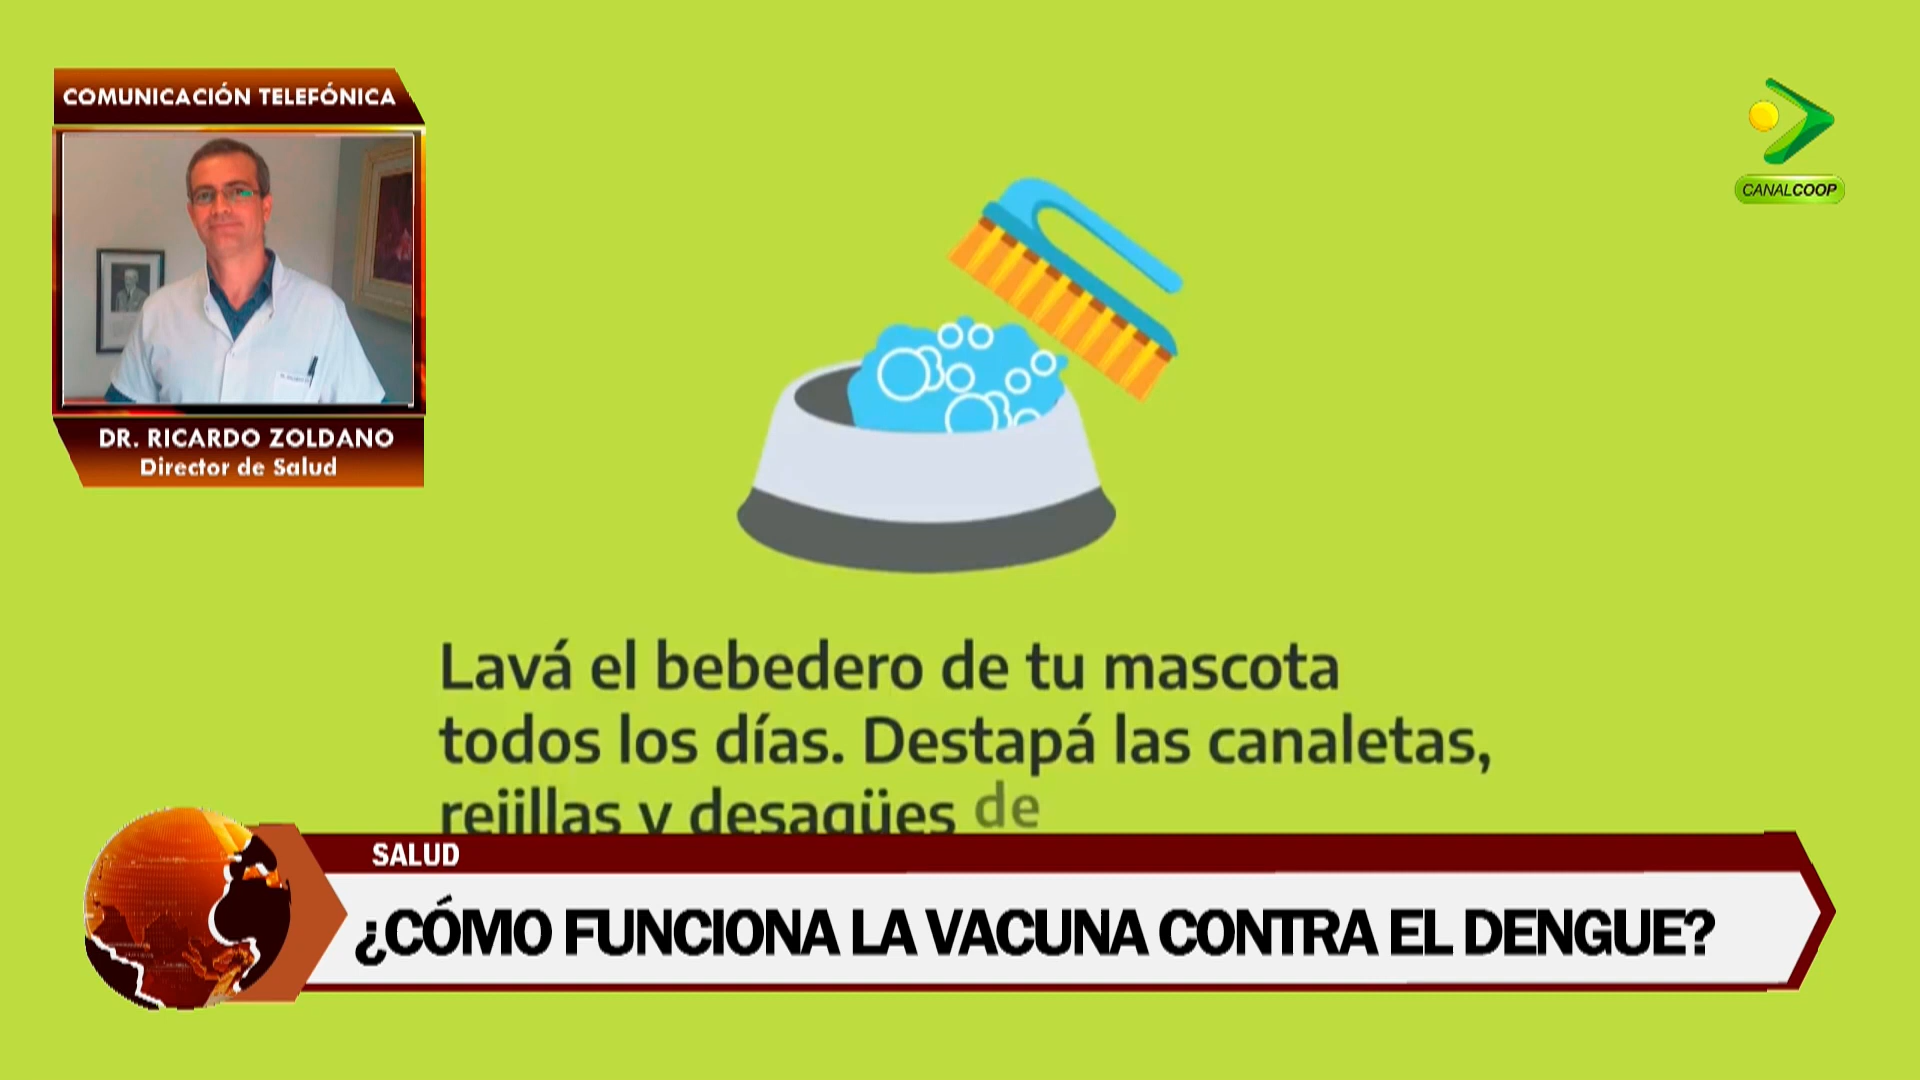 COMUNICACIÓN TELEFÓNICA
DR. RICARDO ZOLDANO
Director de Salud
CANALCOOP
Lavá el bebedero de tu mascota
todos los días. Destapá las canaletas,
rejillas y desagües de
SALUD
¿CÓMO FUNCIONA LA VACUNA CONTRA EL DENGUE?